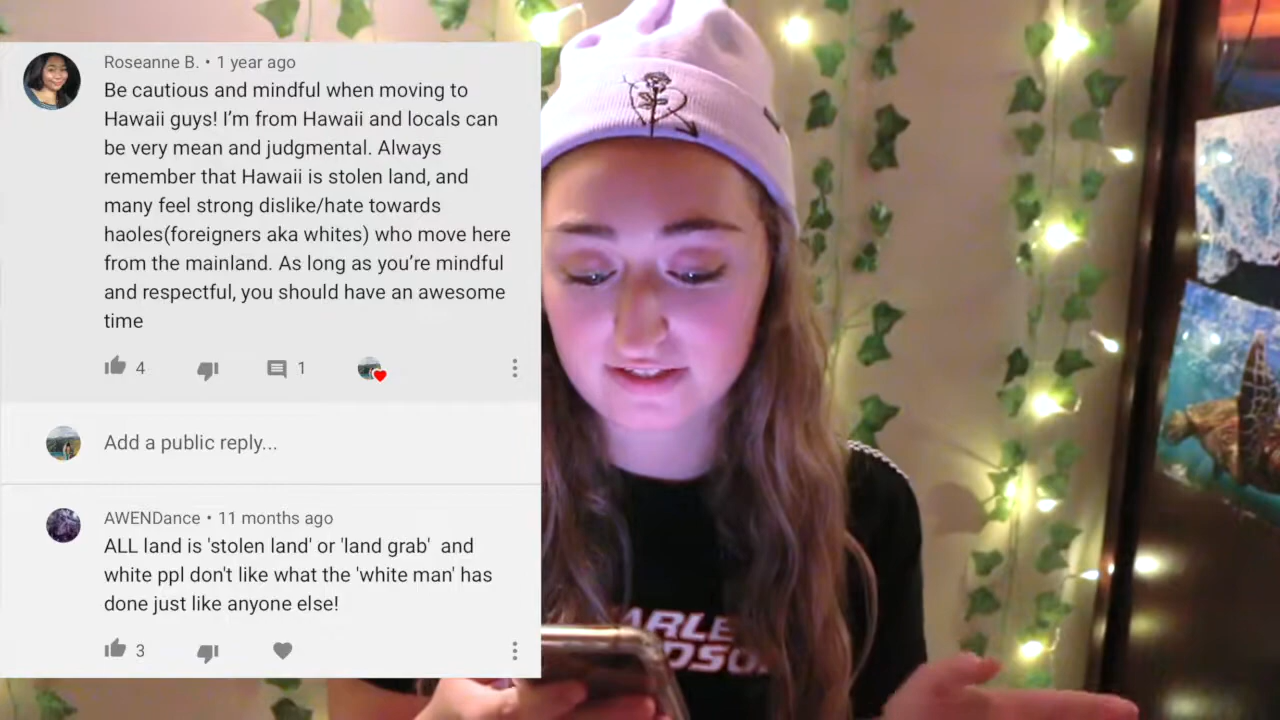 Roseanne B. • 1 year ago
Be cautious and mindful when moving to
Hawaii guys! I'm from Hawaii and locals can
be very mean and judgmental. Always
remember that Hawaii is stolen land, and
many feel strong dislike/hate towards
haoles(foreigners aka whites) who move here
from the mainland. As long as you’re mindful
and respectful, you should have an awesome
time
4
1
Add a public reply...
AWENDance • 11 months ago
ALL land is 'stolen land' or 'land grab'  and
white ppl don't like what the 'white man' has
done just like anyone else!
3